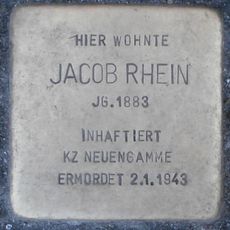 HIER WOHNTE
JACOB RHEIN
JG. 1883
INHAFTIERT
KZ NEUENGAMME
ERMORDET 2.1.1943